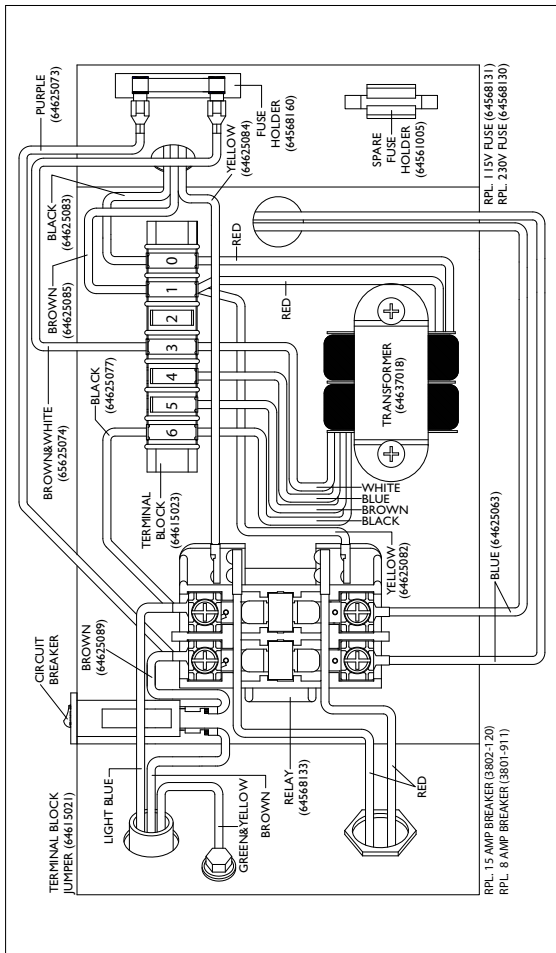 TERMINAL BLOCK
JUMPER (64615021)
CIRCUIT
BREAKER
BROWN
(64625089)
LIGHT BLUE
GREEN&YELLOW
BROWN
BROWN&WHITE
(65625074)
BLACK
(64625077)
BROWN
(64625085)
BLACK
(64625083)
PURPLE
(64625073)
TERMINAL
BLOCK
(64615023)
6
5
4
3
2
1
0
FUSE
HOLDER
(64568160)
YELLOW
(64625084)
RED
RED
WHITE
BLUE
BROWN
BLACK
YELLOW
(64625082)
TRANSFORMER
(64637018)
SPARE
FUSE
HOLDER
(64561005)
RELAY
(64568133)
RED
BLUE (64625063)
RPL. 15 AMP BREAKER (3802-120)
RPL. 8 AMP BREAKER (3801-911)
RPL. 115V FUSE (64568131)
RPL. 230V FUSE (64568130)